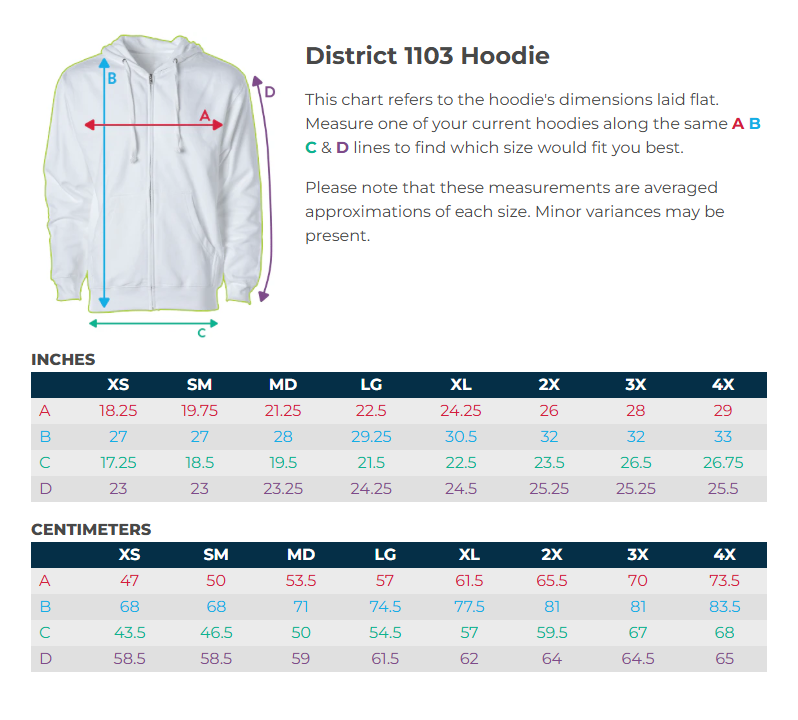 District 1103 Hoodie
This chart refers to the hoodie's dimensions laid flat.
Measure one of your current hoodies along the same A B
C & D lines to find which size would fit you best.
Please note that these measurements are averaged
approximations of each size. Minor variances may be
present.
B
D
A
C
INCHES
XS SM MD LG XL 2X 3X 4X
A 18.25 19.75 21.25 22.5 24.25 26 28 29
B 27 27 28 29.25 30.5 32 32 33
C 17.25 18.5 19.5 21.5 22.5 23.5 26.5 26.75
D 23 23 23.25 24.25 24.5 25.25 25.25 25.5
CENTIMETERS
XS SM MD LG XL 2X 3X 4X
A 47 50 53.5 57 61.5 65.5 70 73.5
B 68 68 71 74.5 77.5 81 81 83.5
C 43.5 46.5 50 54.5 57 59.5 67 68
D 58.5 58.5 59 61.5 62 64 64.5 65